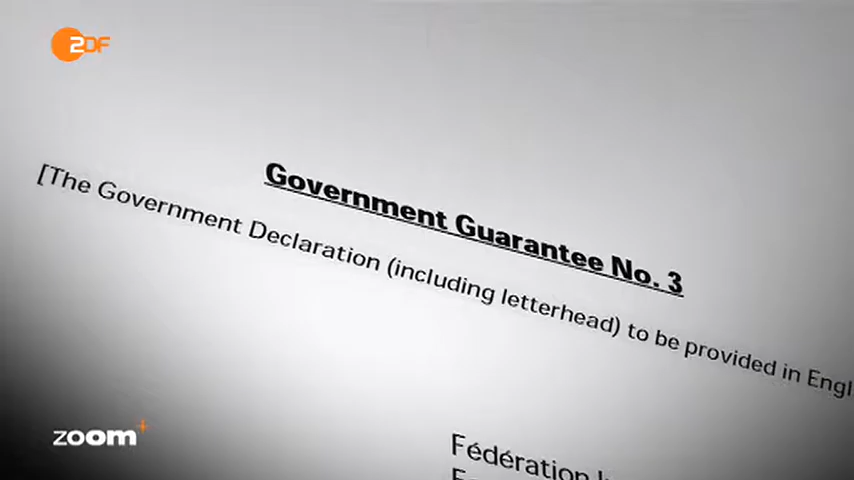 ZDF
Government Guarantee No. 3
[The Government Declaration (including letterhead) to be provided in Engl
zoom+
Fédération